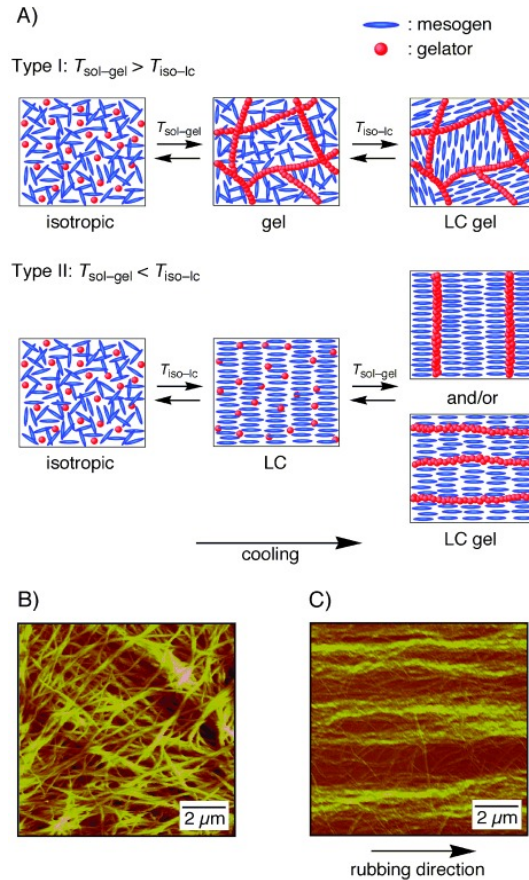 A)
: mesogen
: gelator
Type I: Tsol–gel > Tiso–lc
Tsol–gel
Tiso–lc
isotropic
gel
LC gel
Type II: Tsol–gel < Tiso–lc
Tiso–lc
Tsol–gel
and/or
isotropic
LC
LC gel
cooling
B)
C)
2 μm
2 μm
rubbing direction